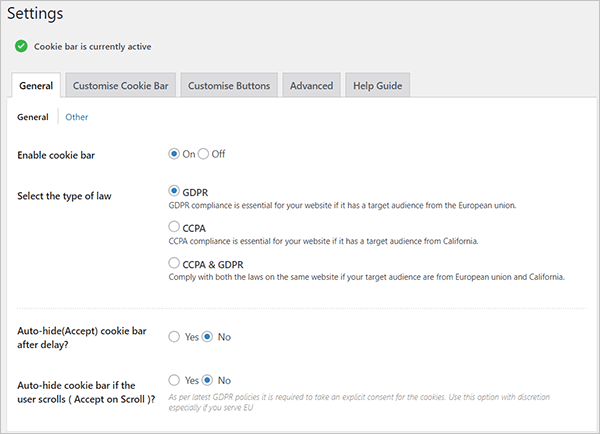 Settings
Cookie bar is currently active
General Customise Cookie Bar Customise Buttons Advanced Help Guide
General Other
Enable cookie bar On Off
Select the type of law GDPR
GDPR compliance is essential for your website if it has a target audience from the European union.
CCPA
CCPA compliance is essential for your website if it has a target audience from California.
CCPA & GDPR
Comply with both the laws on the same website if your target audience are from European union and California.
Auto-hide(Accept) cookie bar
after delay? Yes No
Auto-hide cookie bar if the
user scrolls ( Accept on Scroll )? Yes No
As per latest GDPR policies it is required to take an explicit consent for the cookies. Use this option with discretion
especially if you serve EU